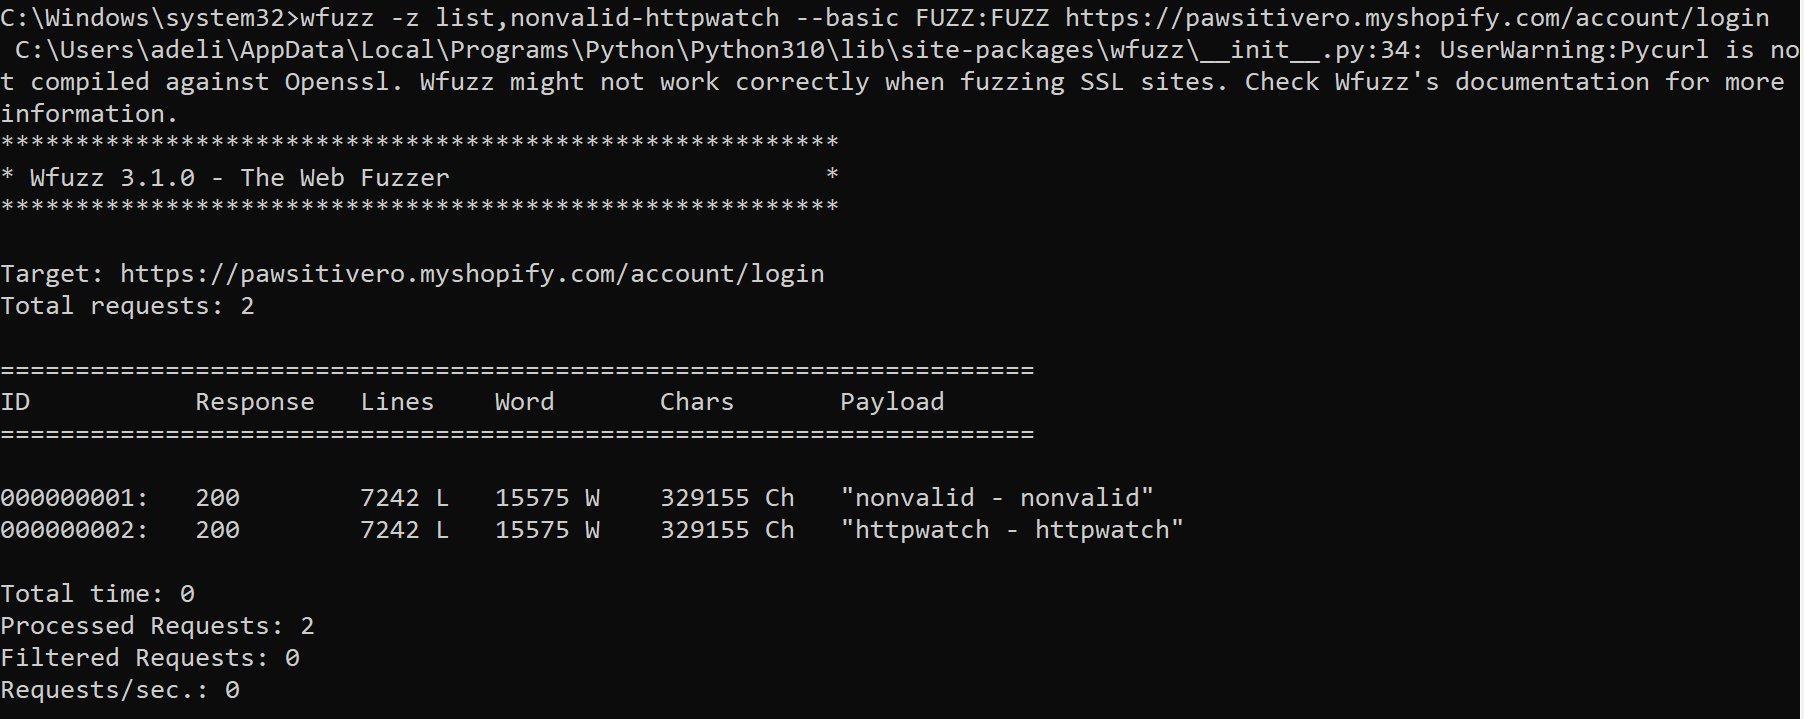 C:\Windows\system32>wfuzz -z list,nonvalid-httpwatch --basic FUZZ:FUZZ https://pawsitivero.myshopify.com/account/login
C:\Users\adeli\AppData\Local\Programs\Python\Python310\lib\site-packages\wfuzz\__init__.py:34: UserWarning:Pycurl is no
t compiled against Openssl. Wfuzz might not work correctly when fuzzing SSL sites. Check Wfuzz's documentation for more
information.
********************************************************
* Wfuzz 3.1.0 - The Web Fuzzer                         *
********************************************************
Target: https://pawsitivero.myshopify.com/account/login
Total requests: 2
=====================================================================
ID           Response   Lines    Word       Chars       Payload
=====================================================================
000000001:   200        7242 L   15575 W    329155 Ch   "nonvalid - nonvalid"
000000002:   200        7242 L   15575 W    329155 Ch   "httpwatch - httpwatch"
Total time: 0
Processed Requests: 2
Filtered Requests: 0
Requests/sec.: 0